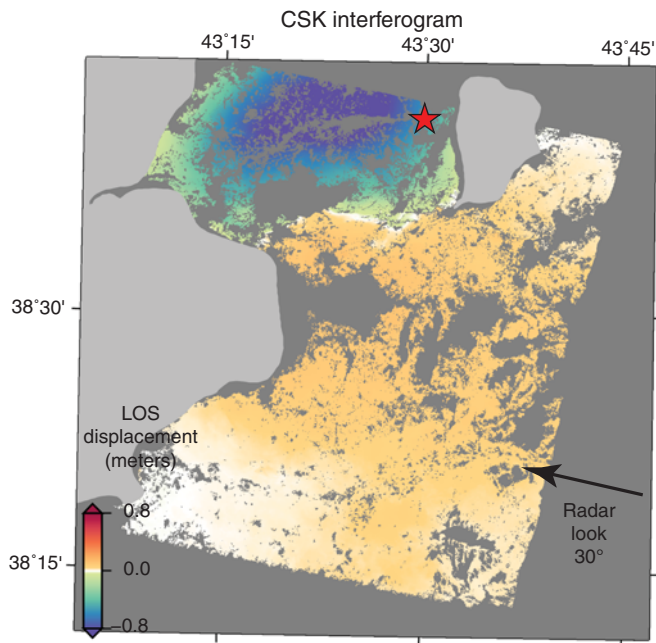 CSK interferogram
43°15' 43°30' 43°45'
38°30'
LOS
displacement
(meters)
0.8
0.0
−0.8
Radar
look
30°
38°15'